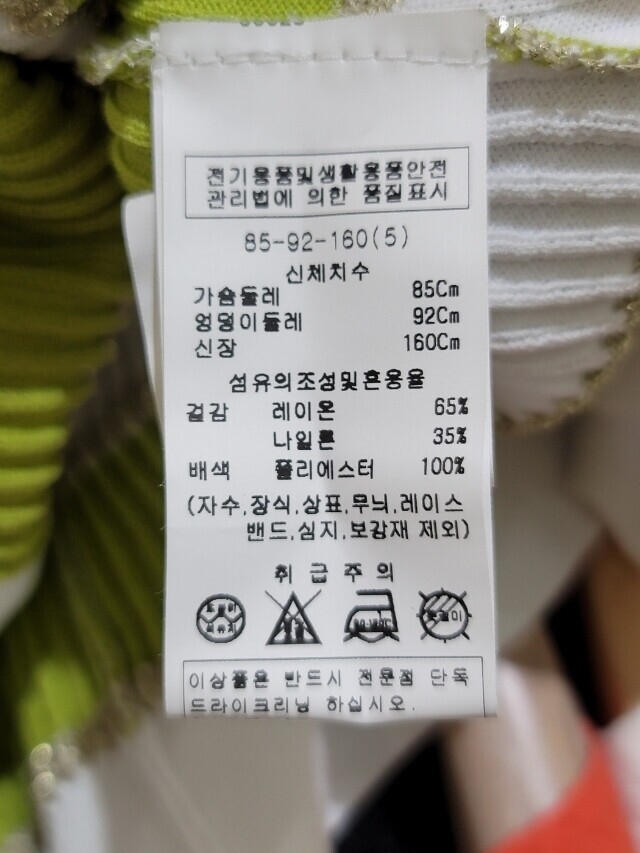 전기용품및생활용품안전
관리법에 의한 품질표시
85-92-160(5)
신체치수
가슴둘레 85Cm
엉덩이둘레 92Cm
신장 160Cm
섬유의조성및혼용율
겉감 레이온 65%
나일론 35%
배색 폴리에스터 100%
(자수,장식,상표,무늬,레이스
밴드,심지,보강재 제외)
취 급 주 의
이상품은 반드시 전문점 단독
드라이크리닝 하십시오.